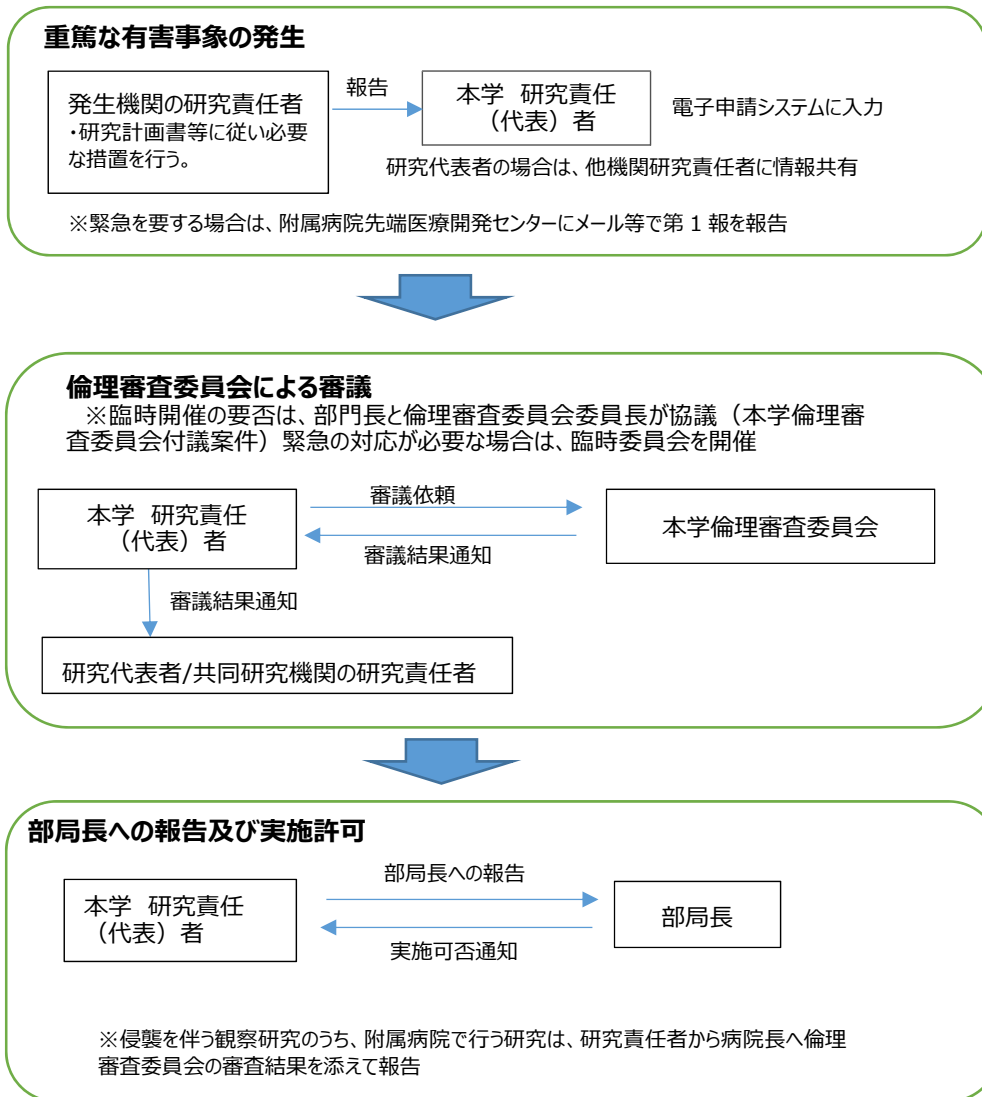 重篤な有害事象の発生
発生機関の研究責任者
・研究計画書等に従い必要
な措置を行う。
報告
本学 研究責任
（代表）者
電子申請システムに入力
研究代表者の場合は、他機関研究責任者に情報共有
※緊急を要する場合は、附属病院先端医療開発センターにメール等で第 1 報を報告
倫理審査委員会による審議
※臨時開催の要否は、部門長と倫理審査委員会委員長が協議（本学倫理審
査委員会付議案件）緊急の対応が必要な場合は、臨時委員会を開催
本学 研究責任
（代表）者
審議依頼
審議結果通知
本学倫理審査委員会
審議結果通知
研究代表者/共同研究機関の研究責任者
部局長への報告及び実施許可
本学 研究責任
（代表）者
部局長への報告
実施可否通知
部局長
※侵襲を伴う観察研究のうち、附属病院で行う研究は、研究責任者から病院長へ倫理
審査委員会の審査結果を添えて報告